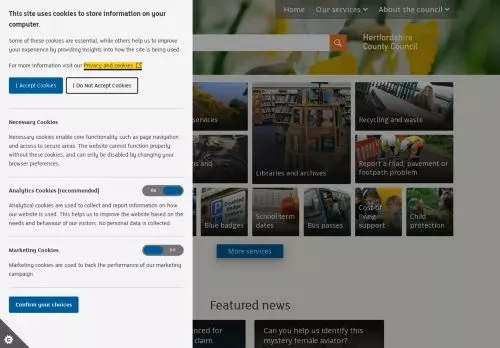 This site uses cookies to store information on your
computer.
Some of these cookies are essential, while others help us to
improve your experience by providing insights into how the site is being used.
For more information visit our Privacy and cookies
I Accept Cookies
I Do Not Accept Cookies
Necessary Cookies
Necessary cookies enable core functionality such as page navigation
and access to secure areas. The website cannot function properly
without these cookies, and can only be disabled by changing your
browser preferences.
Analytics Cookies (recommended)
On
Analytical cookies are used to collect and report information on how
our website is used. This helps us to improve the website based on the
needs and behaviour of our visitors. No personal data is collected.
Marketing Cookies
Off
Marketing cookies are used to track the performance of our marketing
campaign.
Confirm your choices
Home
Our services
About the council
Hertfordshire
County Council
services
Recycling and waste
and
Libraries and archives
Report a road, pavement or
footpath problem
Blue badges
School term
dates
Bus passes
Cost of
living
support
Child
protection
More services
Featured news
nced for
claim
Can you help us identify this
mystery female aviator?